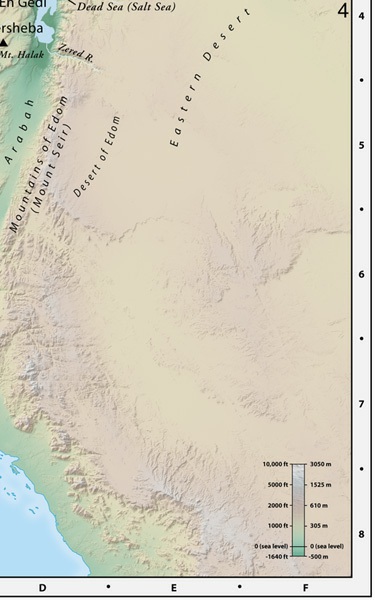 En Gedi
Dead Sea (Salt Sea)
4
4
ersheba
Zered R.
Mt. Halak
Eastern Desert
Arabah
Mountains of Edom
(Mount Seir)
Desert of Edom
5
6
7
10,000 ft 3050 m
5000 ft 1525 m
2000 ft 610 m
1000 ft 305 m
0 (sea level) 0 (sea level)
-1640 ft -500 m
8
D • E • F